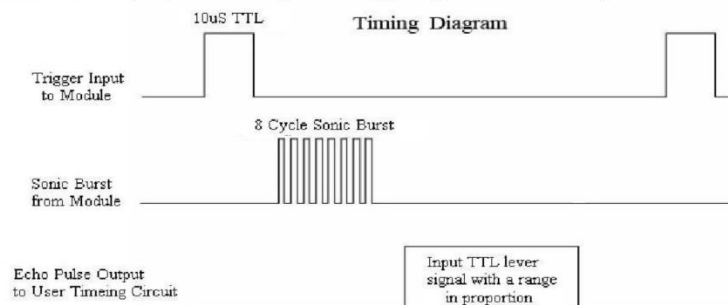 10uS TTL
Timing Diagram
Trigger Input
to Module
8 Cycle Sonic Burst
Sonic Burst
from Module
Echo Pulse Output
to User Timeing Circuit
Input TTL lever
signal with a range
in proportion